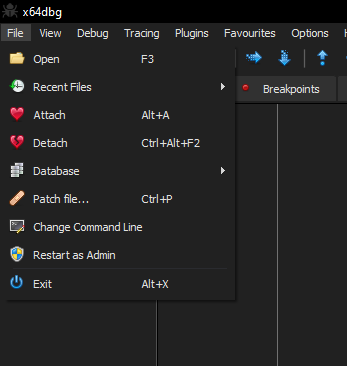 x64dbg
File View Debug Tracing Plugins Favourites Options
Open F3
Recent Files
Breakpoints
Attach Alt+A
Detach Ctrl+Alt+F2
Database
Patch file... Ctrl+P
Change Command Line
Restart as Admin
Exit Alt+X